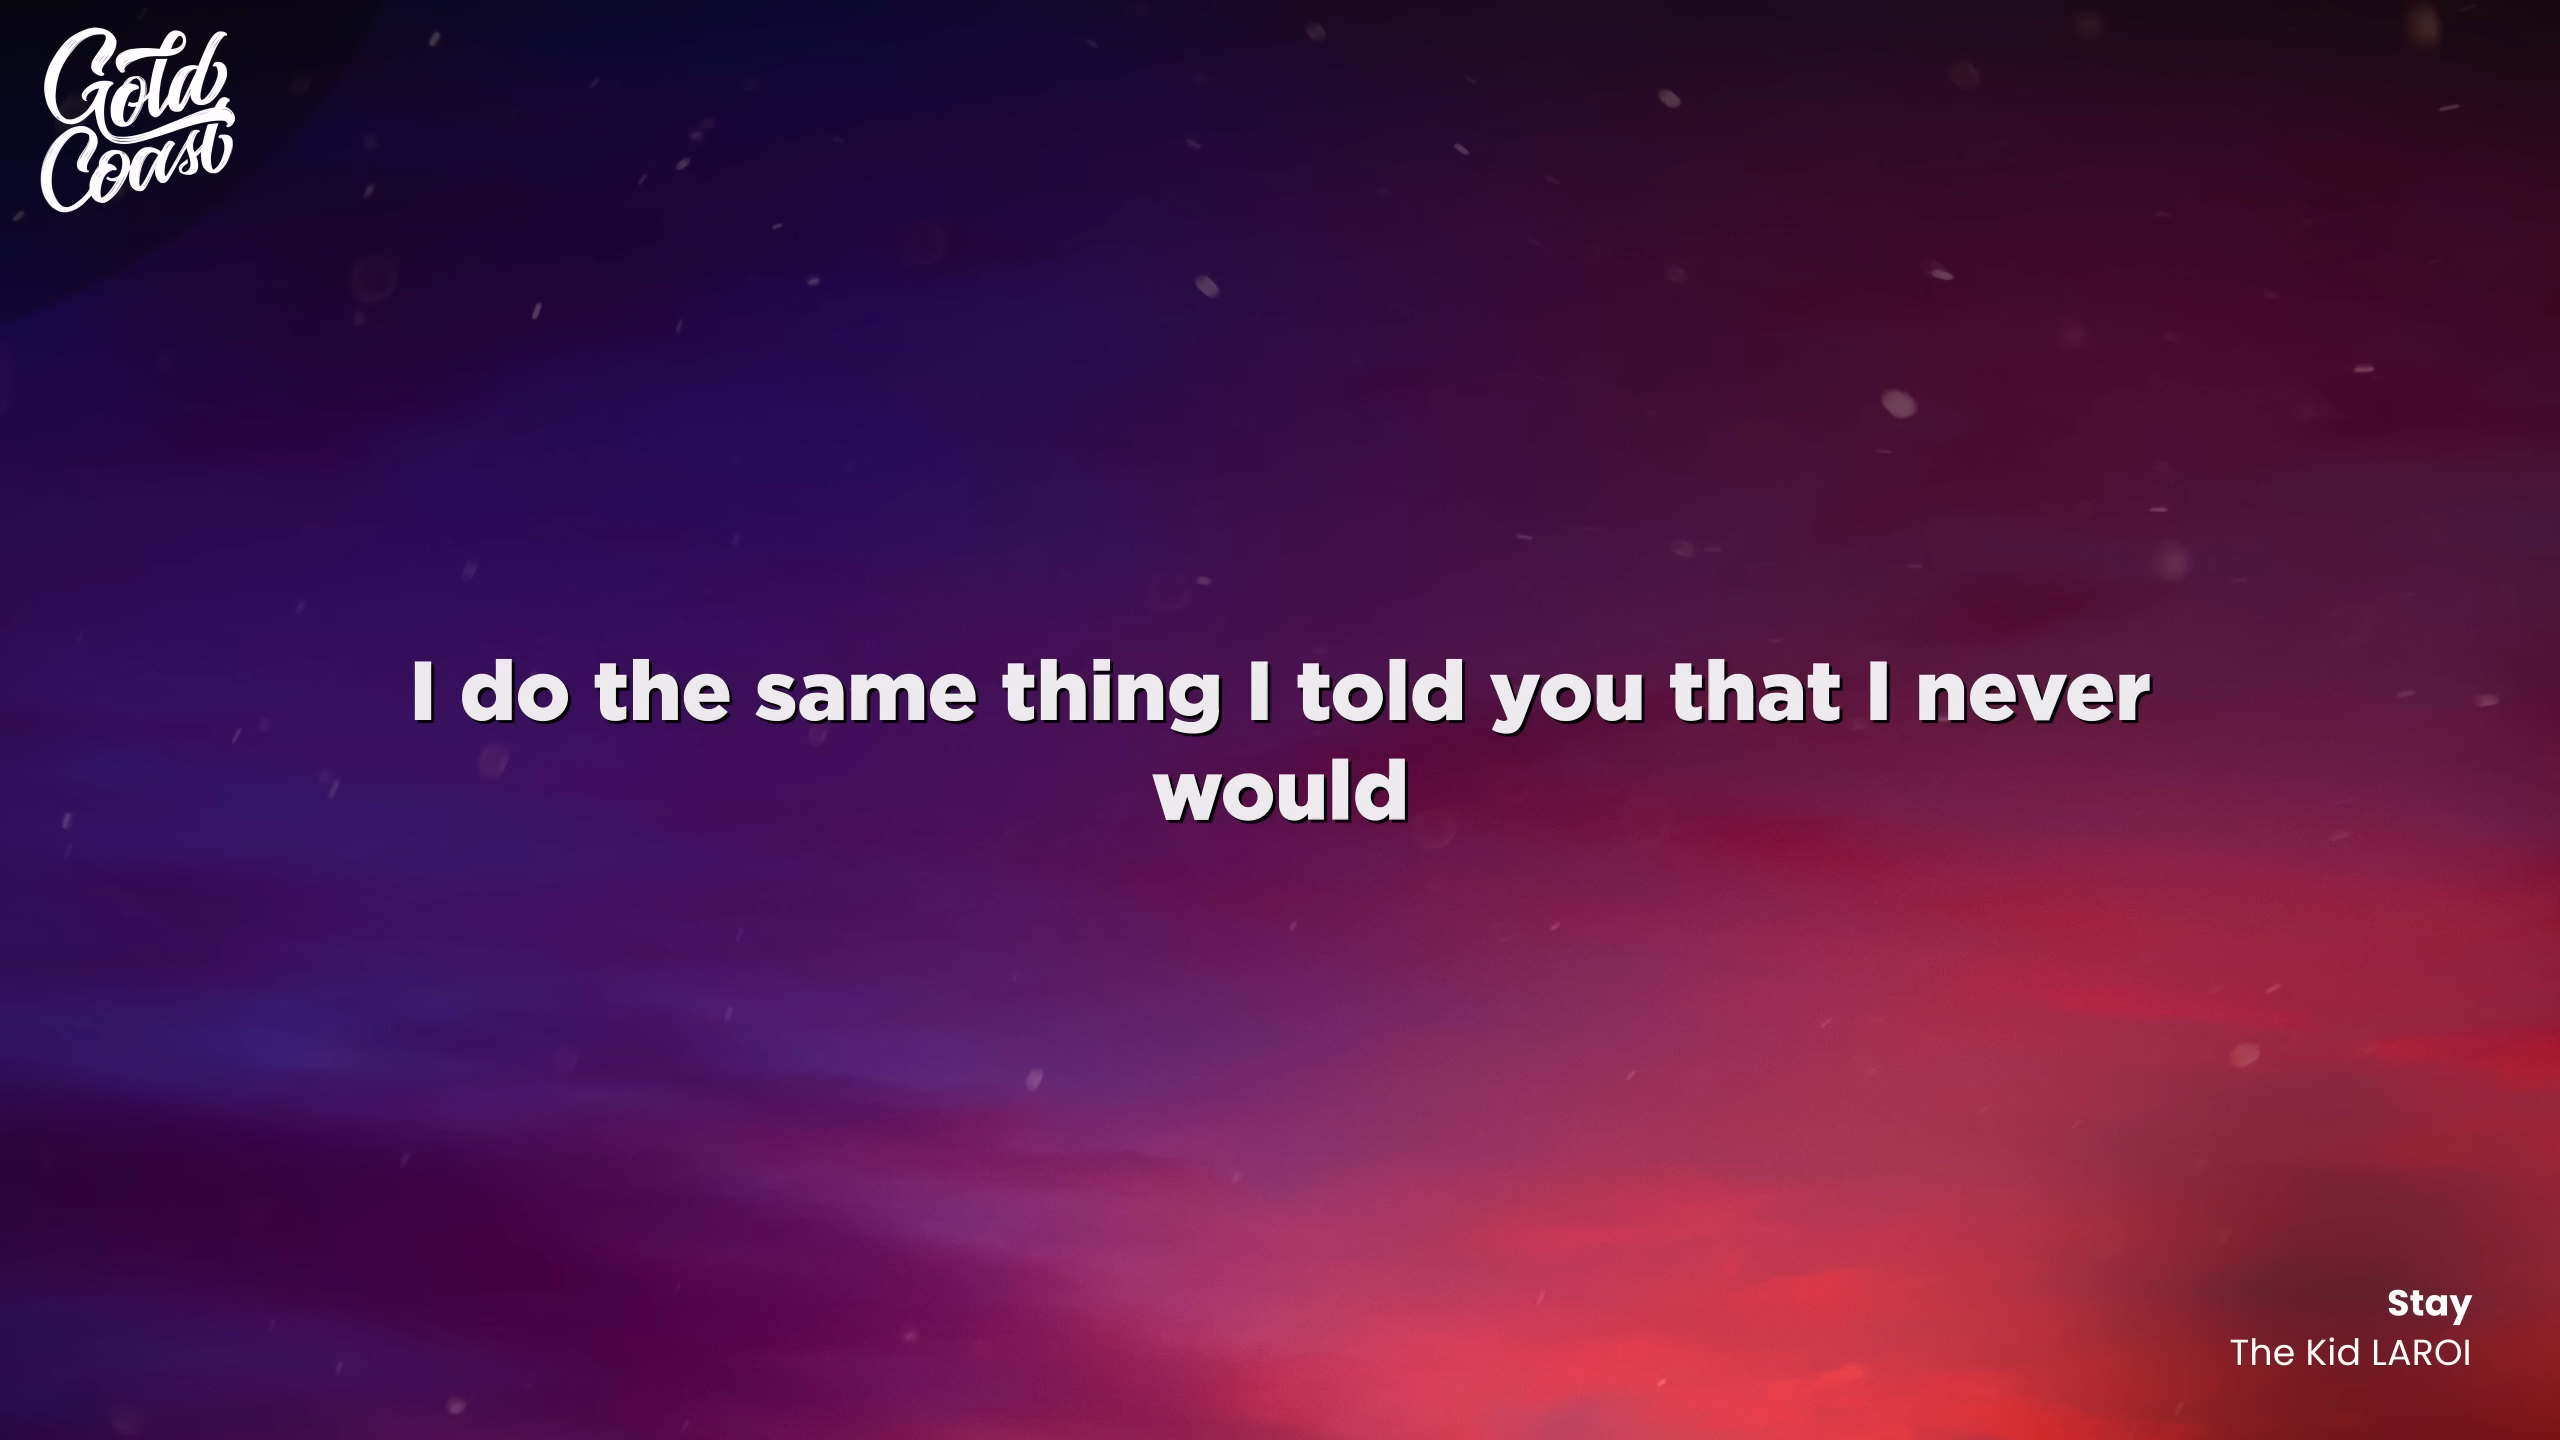 Gold
Coast
I do the same thing I told you that I never
would
Stay
The Kid LAROI